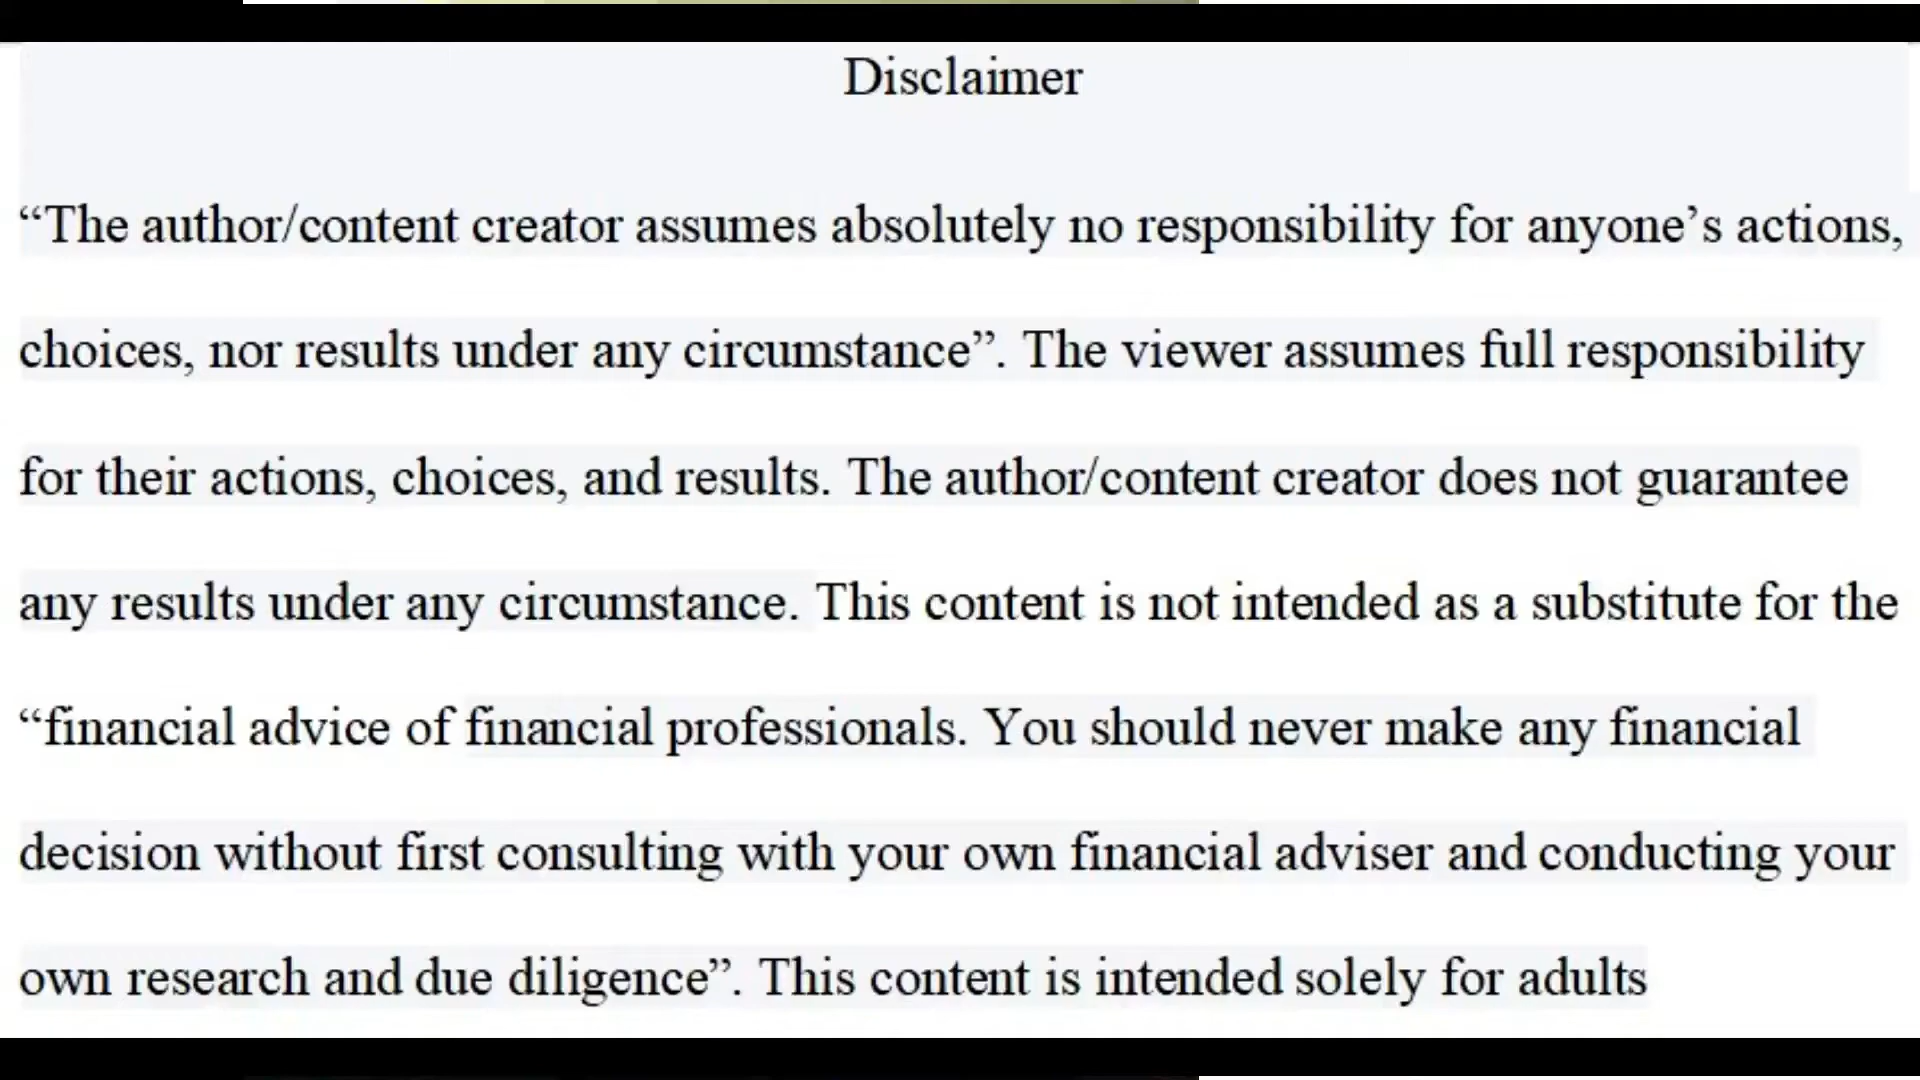 Disclaimer
“The author/content creator assumes absolutely no responsibility for anyone’s actions,
choices, nor results under any circumstance”. The viewer assumes full responsibility
for their actions, choices, and results. The author/content creator does not guarantee
any results under any circumstance. This content is not intended as a substitute for the
“financial advice of financial professionals. You should never make any financial
decision without first consulting with your own financial adviser and conducting your
own research and due diligence”. This content is intended solely for adults